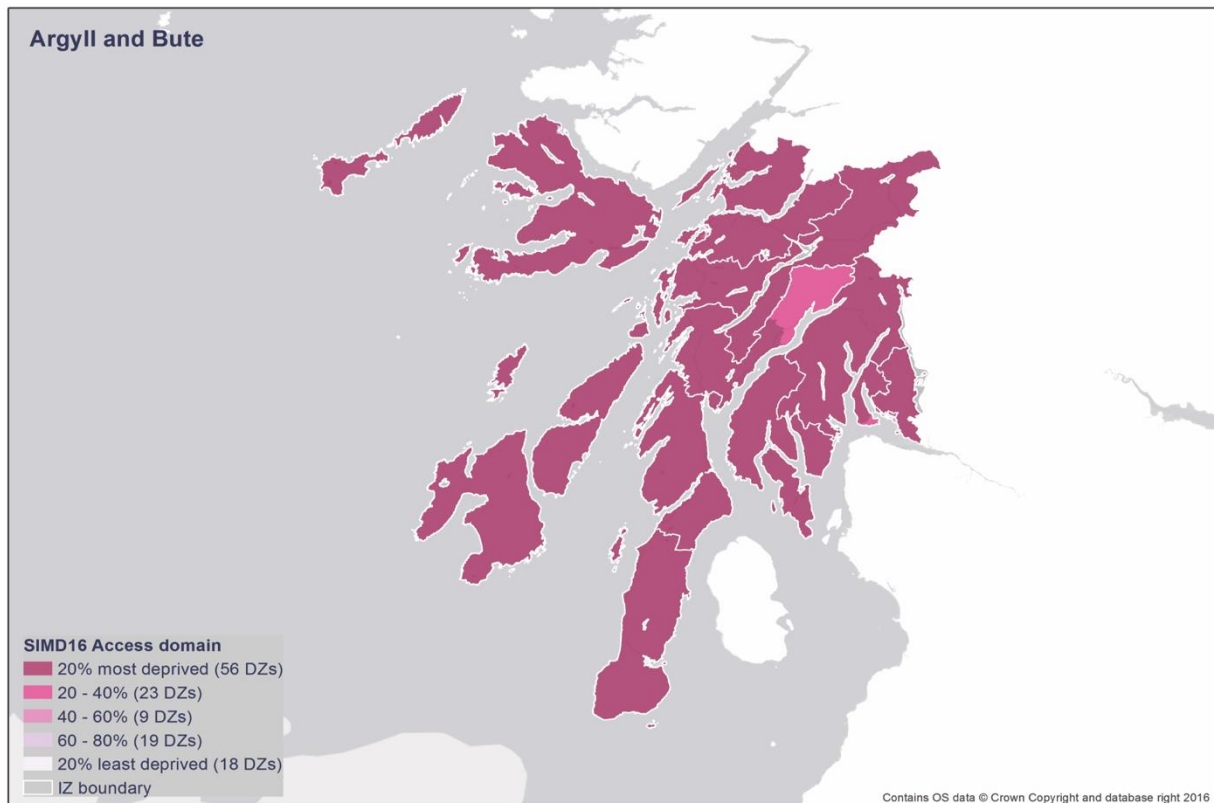 Argyll and Bute
SIMD16 Access domain
20% most deprived (56 DZs)
20 - 40% (23 DZs)
40 - 60% (9 DZs)
60 - 80% (19 DZs)
20% least deprived (18 DZs)
IZ boundary
Contains OS data © Crown Copyright and database right 2016